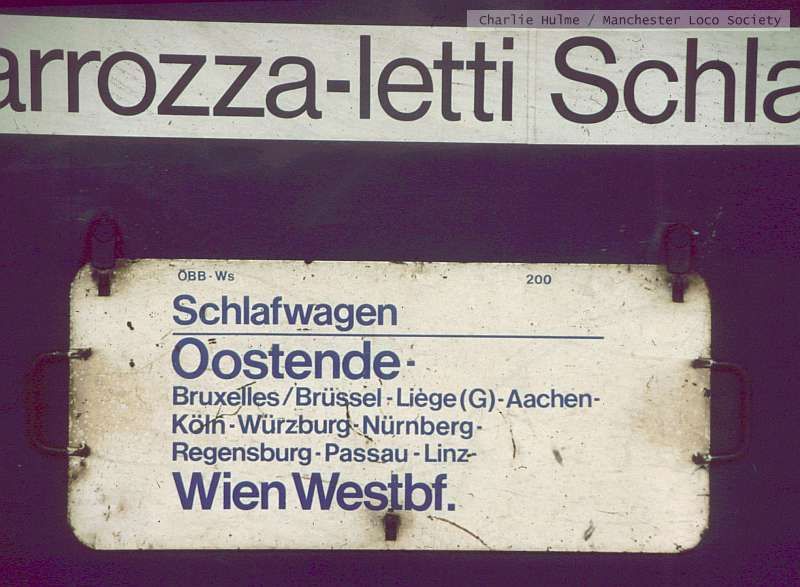 Charlie Hulme / Manchester Loco Society
arrozza-letti Schla
ÖBB - Ws 200
Schlafwagen
Oostende -
Bruxelles / Brüssel - Liège (G) - Aachen -
Köln - Würzburg - Nürnberg -
Regensburg - Passau - Linz -
Wien Westbf.